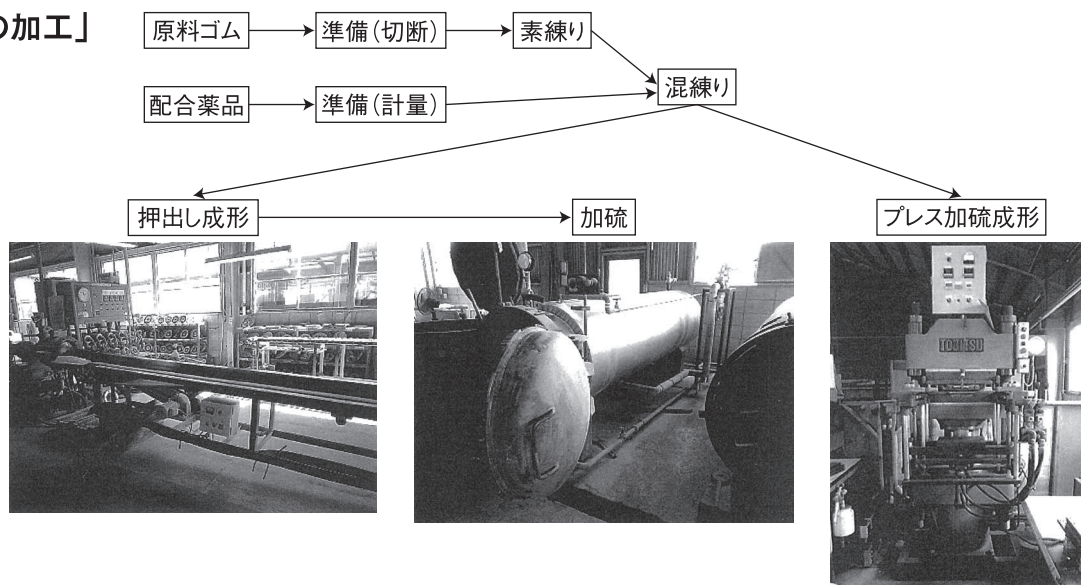 の加工」
原料ゴム
準備(切断)
素練り
配合薬品
準備(計量)
混練り
押出し成形
加硫
プレス加硫成形